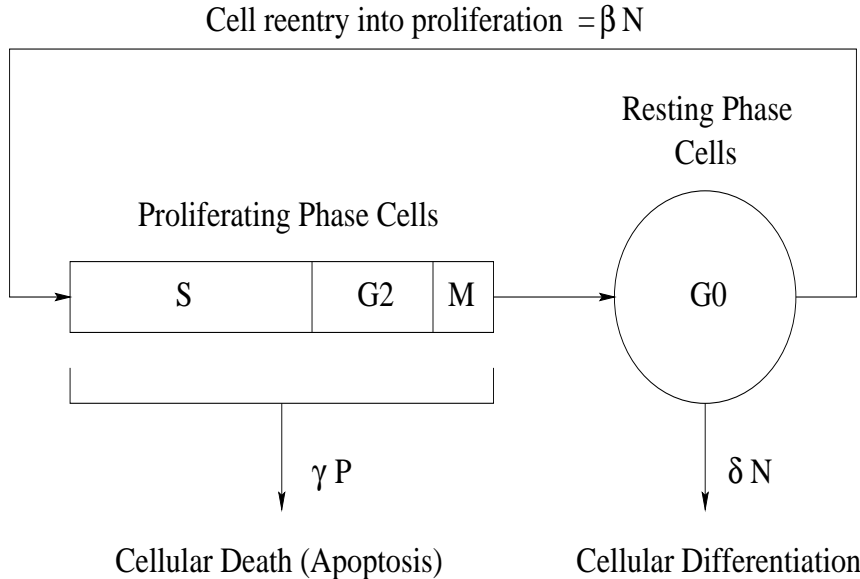 Cell reentry into proliferation = β N
Resting Phase
Cells
Proliferating Phase Cells
S G2 M G0
γ P δ N
Cellular Death (Apoptosis) Cellular Differentiation